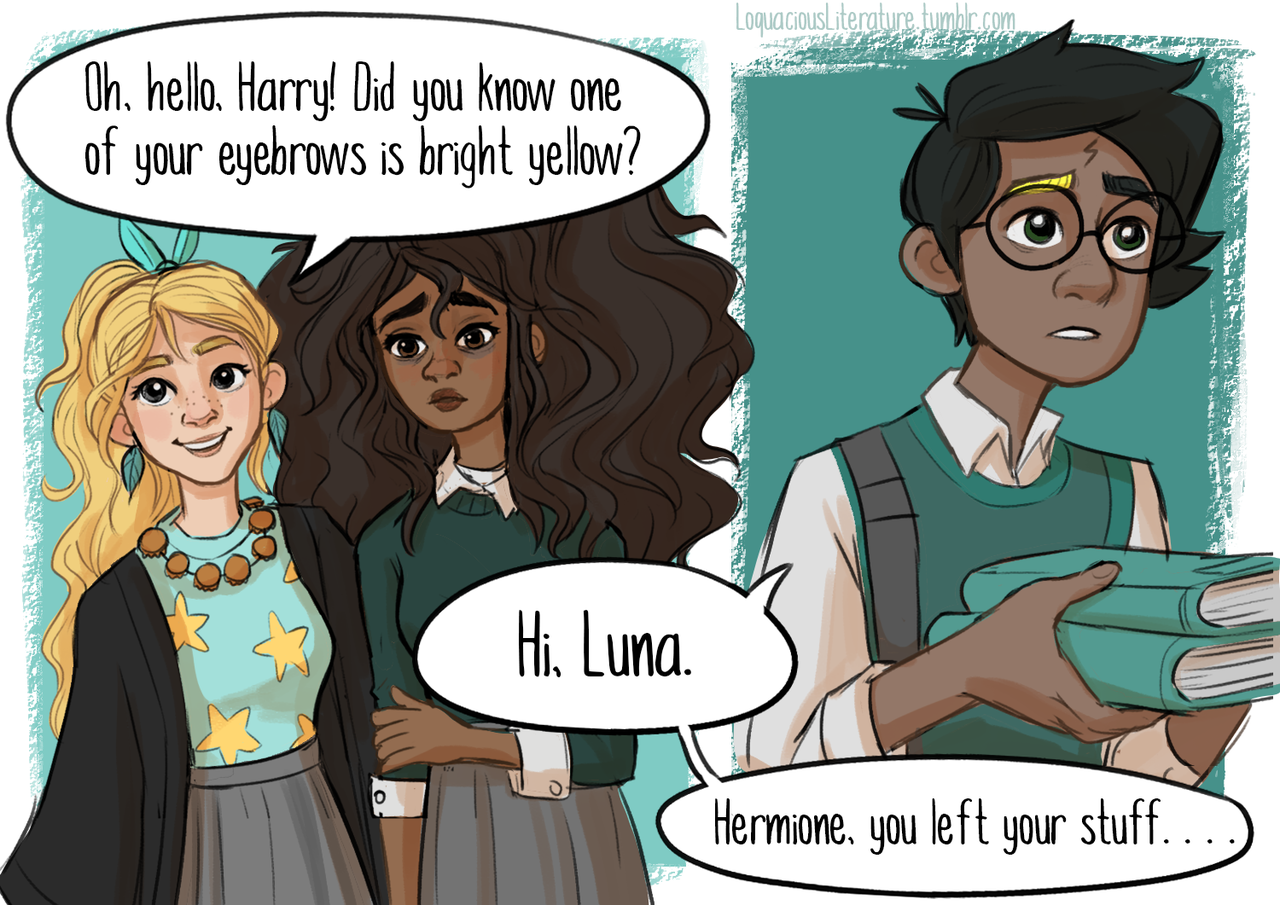 LoquaciousLiterature.tumblr.com
Oh, hello, Harry! Did you know one
of your eyebrows is bright yellow?
Hi, Luna.
Hermione, you left your stuff. . . .